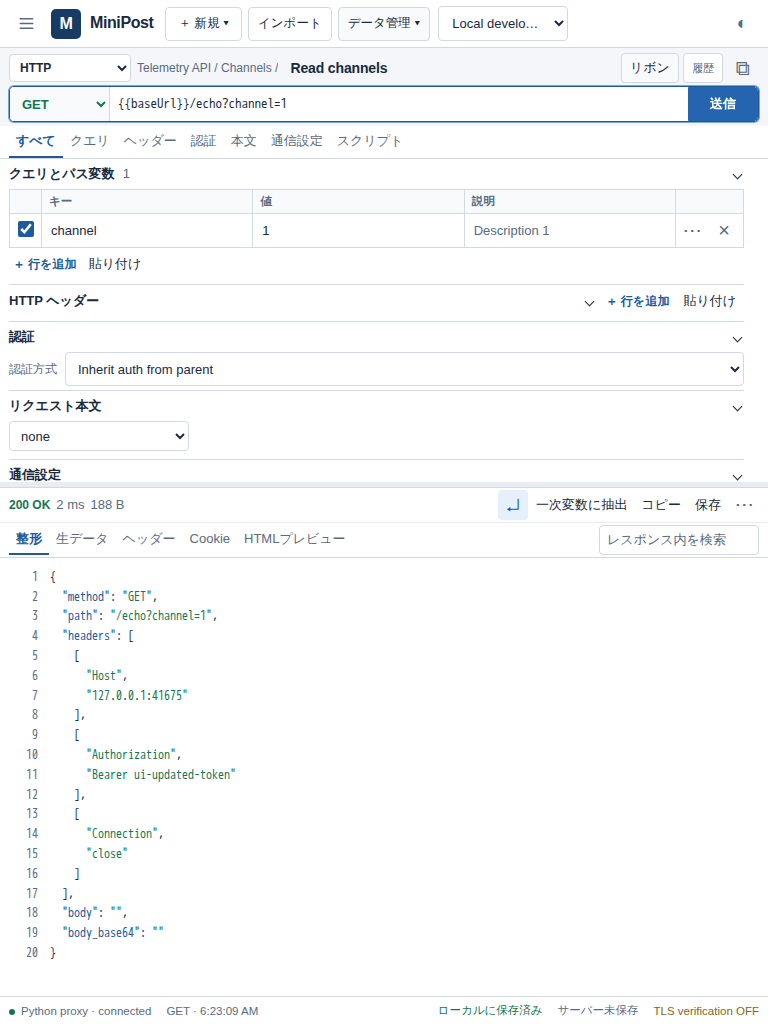 M MiniPost ＋ 新規 ▾ インポート データ管理 ▾ Local develo…
HTTP Telemetry API / Channels / Read channels リボン 履歴
GET {{baseUrl}}/echo?channel=1 送信
すべて クエリ ヘッダー 認証 本文 通信設定 スクリプト
クエリとパス変数 1
キー 値 説明
channel 1 Description 1 ··· ×
＋ 行を追加 貼り付け
HTTP ヘッダー ＋ 行を追加 貼り付け
認証
認証方式 Inherit auth from parent
リクエスト本文
none
通信設定
200 OK 2 ms 188 B 一次変数に抽出 コピー 保存 ···
整形 生データ ヘッダー Cookie HTMLプレビュー レスポンス内を検索
1 {
2 "method": "GET",
3 "path": "/echo?channel=1",
4 "headers": [
5 [
6 "Host",
7 "127.0.0.1:41675"
8 ],
9 [
10 "Authorization",
11 "Bearer ui-updated-token"
12 ],
13 [
14 "Connection",
15 "close"
16 ]
17 ],
18 "body": "",
19 "body_base64": ""
20 }
Python proxy · connected GET · 6:23:09 AM ローカルに保存済み サーバー未保存 TLS verification OFF